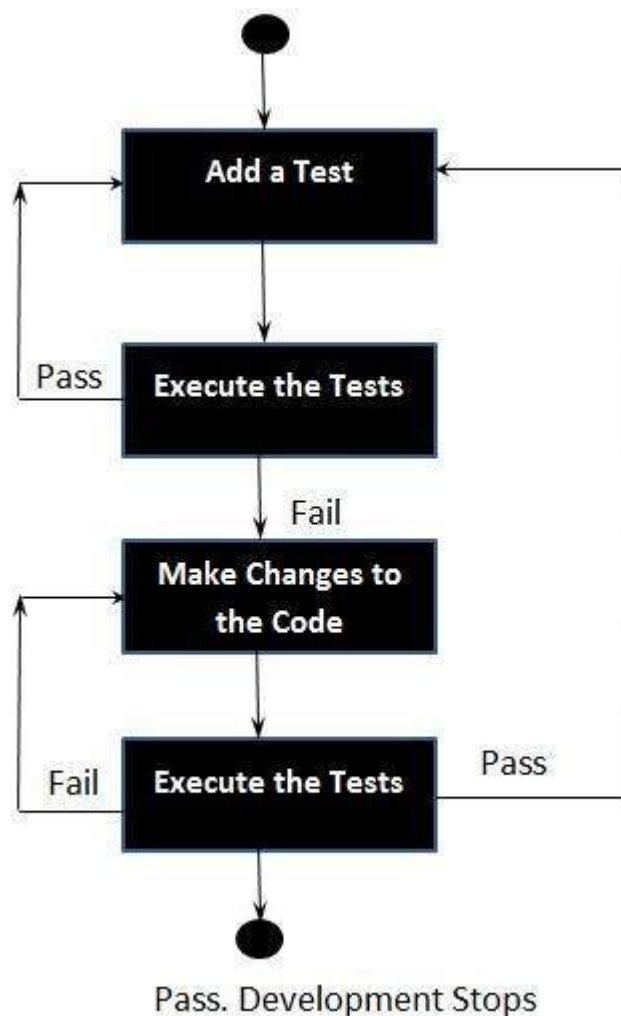 Add a Test
Pass
Execute the Tests
Fail
Make Changes to
the Code
Fail
Execute the Tests
Pass
Pass. Development Stops